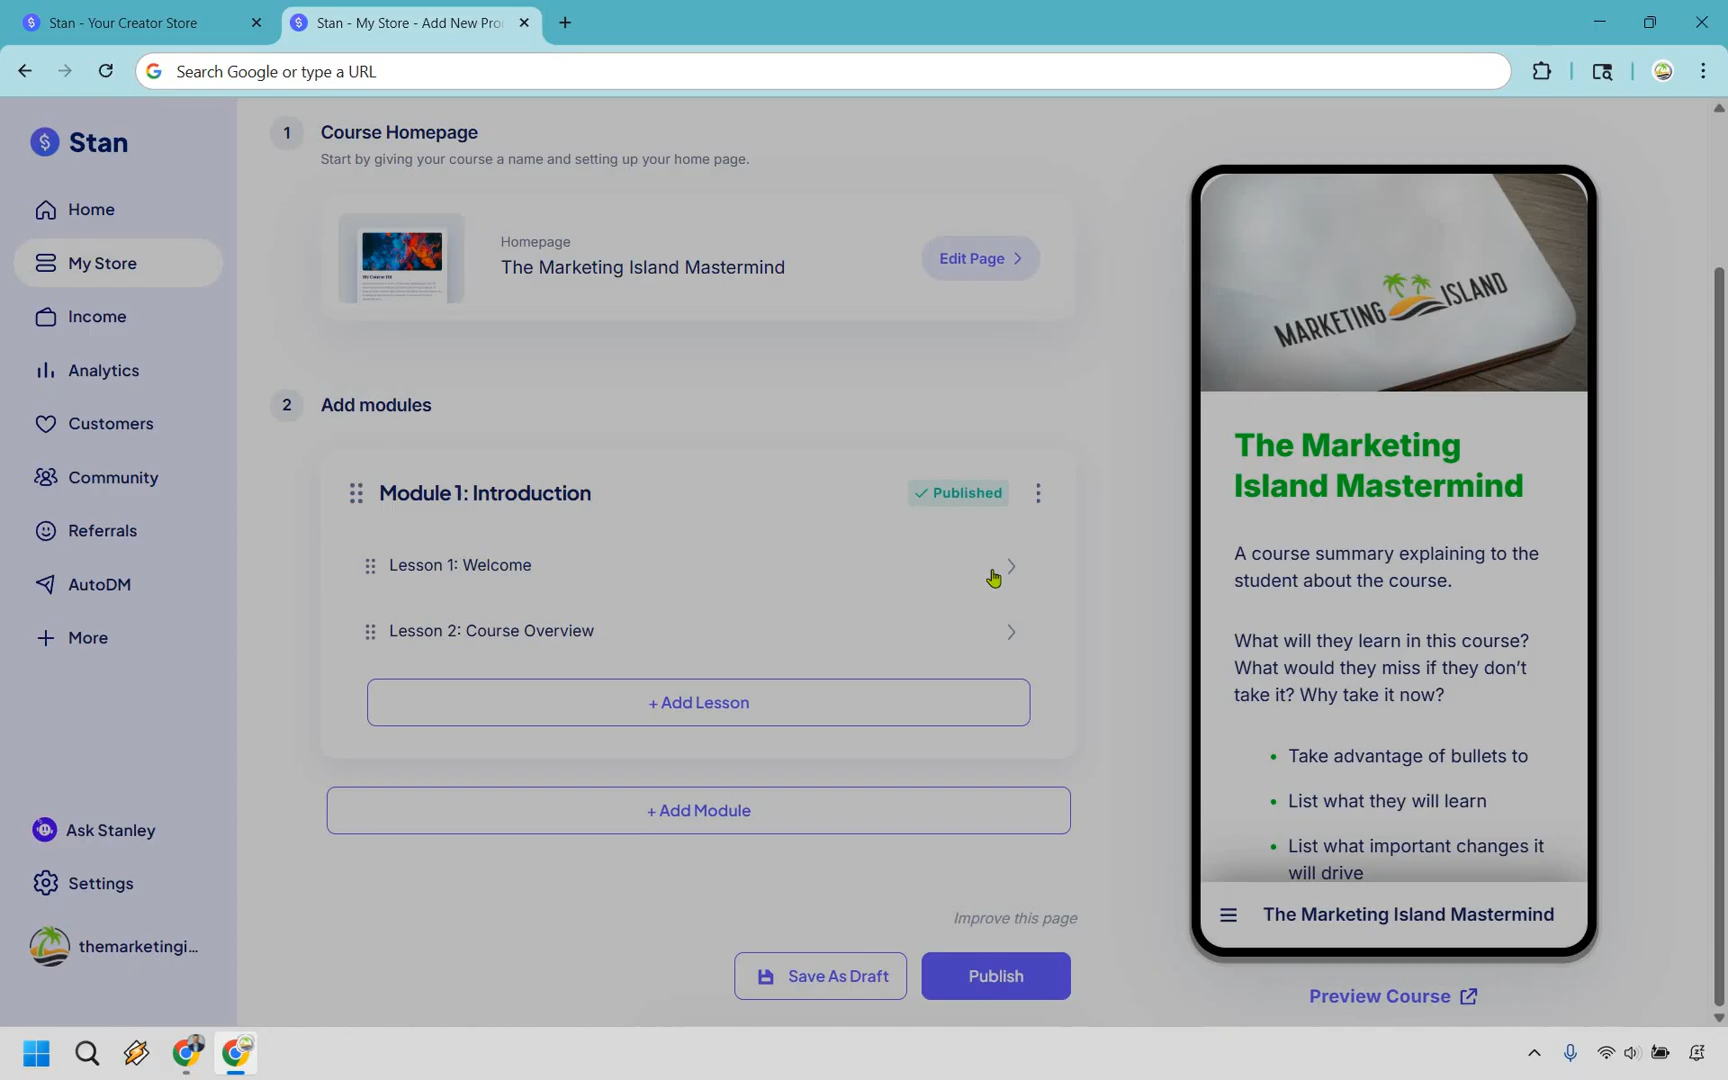 Stan - Your Creator Store
Stan - My Store - Add New Pro
Search Google or type a URL
Stan
Home
My Store
Income
Analytics
Customers
Community
Referrals
AutoDM
More
Ask Stanley
Settings
themarketingi...
1 Course Homepage
Start by giving your course a name and setting up your home page.
Homepage
The Marketing Island Mastermind
Edit Page
2 Add modules
Module 1: Introduction
Published
Lesson 1: Welcome
Lesson 2: Course Overview
+ Add Lesson
+ Add Module
Improve this page
Save As Draft
Publish
MARKETING ISLAND
The Marketing
Island Mastermind
A course summary explaining to the
student about the course.
What will they learn in this course?
What would they miss if they don't
take it? Why take it now?
• Take advantage of bullets to
• List what they will learn
• List what important changes it
will drive
The Marketing Island Mastermind
Preview Course